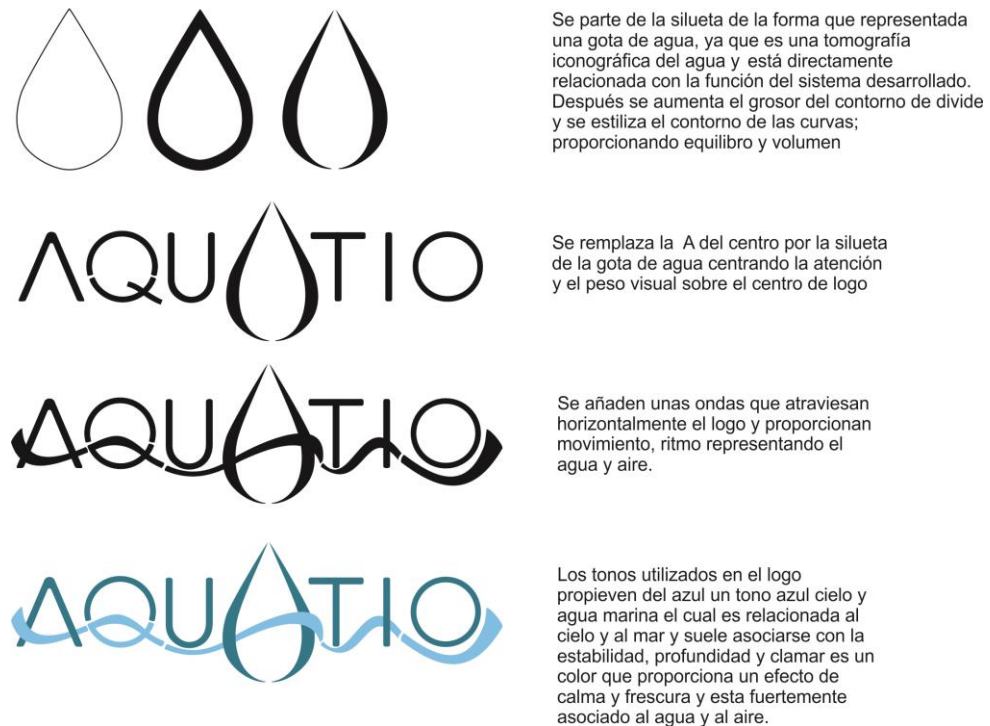 Se parte de la silueta de la forma que representada
una gota de agua, ya que es una tomografía
iconográfica del agua y está directamente
relacionada con la función del sistema desarrollado.
Después se aumenta el grosor del contorno de divide
y se estiliza el contorno de las curvas;
proporcionando equilibro y volumen
AQUATIO
Se remplaza la A del centro por la silueta
de la gota de agua centrando la atención
y el peso visual sobre el centro de logo
AQUATIO
Se añaden unas ondas que atraviesan
horizontalmente el logo y proporcionan
movimiento, ritmo representando el
agua y aire.
AQUATIO
Los tonos utilizados en el logo
propieven del azul un tono azul cielo y
agua marina el cual es relacionada al
cielo y al mar y suele asociarse con la
estabilidad, profundidad y clamar es un
color que proporciona un efecto de
calma y frescura y esta fuertemente
asociado al agua y al aire.